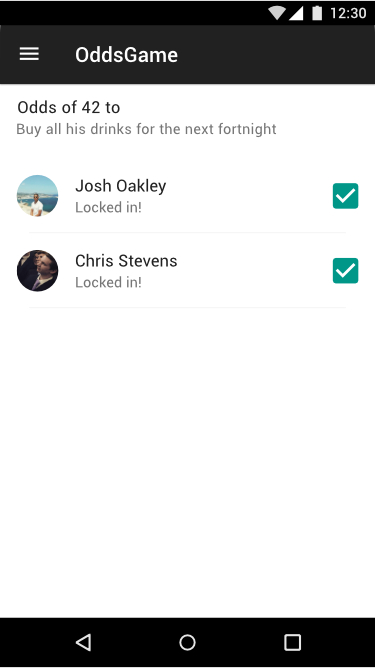 12:30
OddsGame
Odds of 42 to
Buy all his drinks for the next fortnight
Josh Oakley
Locked in!
Chris Stevens
Locked in!